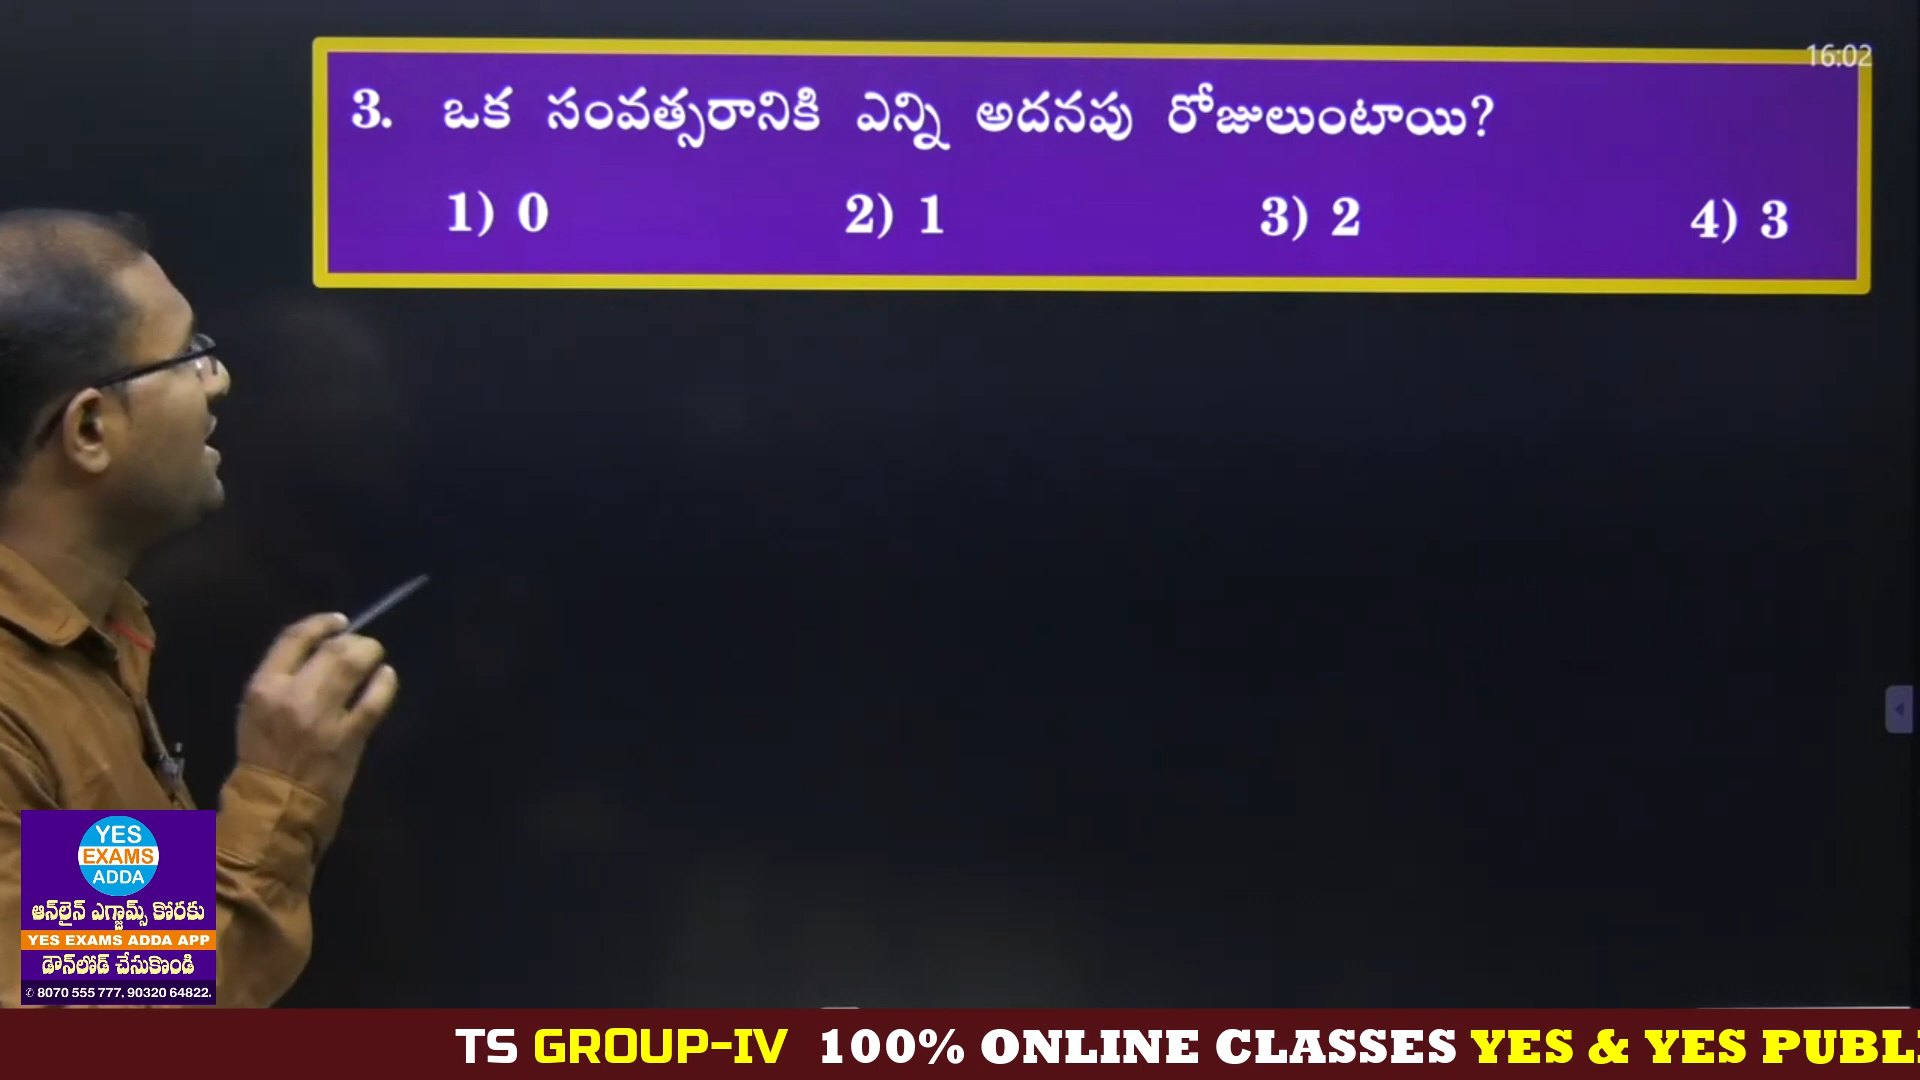 16:02
3. ఒక సంవత్సరానికి ఎన్ని అదనపు రోజులుంటాయి?
1) 0 2) 1 3) 2 4) 3
YES
EXAMS
ADDA
ఆన్‌లైన్ ఎగ్జామ్స్ కోరకు
YES EXAMS ADDA APP
డౌన్‌లోడ్ చేసుకొండి
✆ 8070 555 777, 90320 64822.
TS GROUP-IV 100% ONLINE CLASSES YES & YES PUBL